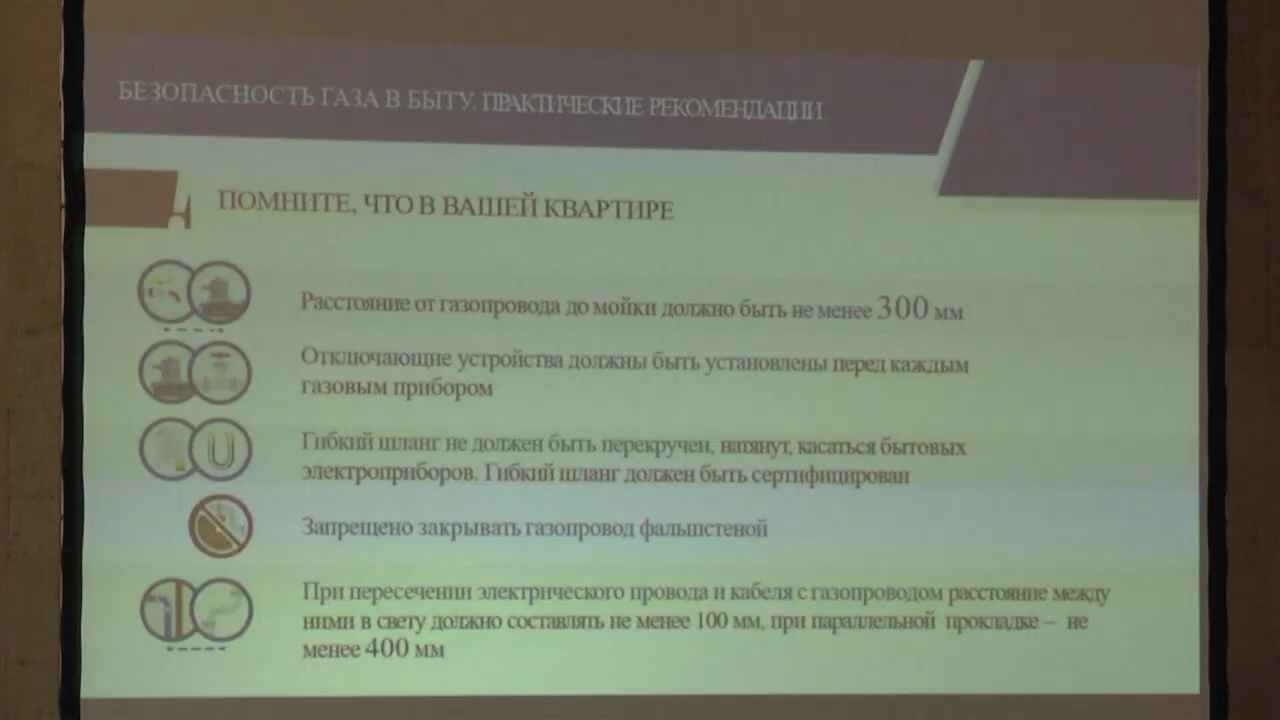 БЕЗОПАСНОСТЬ ГАЗА В БЫТУ. ПРАКТИЧЕСКИЕ РЕКОМЕНДАЦИИ
ПОМНИТЕ, ЧТО В ВАШЕЙ КВАРТИРЕ
Расстояние от газопровода до мойки должно быть не менее 300 мм
Отключающие устройства должны быть установлены перед каждым
газовым прибором
Гибкий шланг не должен быть перекручен, натянут, касаться бытовых
электроприборов. Гибкий шланг должен быть сертифицирован
Запрещено закрывать газопровод фальшстеной
При пересечении электрического провода и кабеля с газопроводом расстояние между
ними в свету должно составлять не менее 100 мм, при параллельной прокладке – не
менее 400 мм